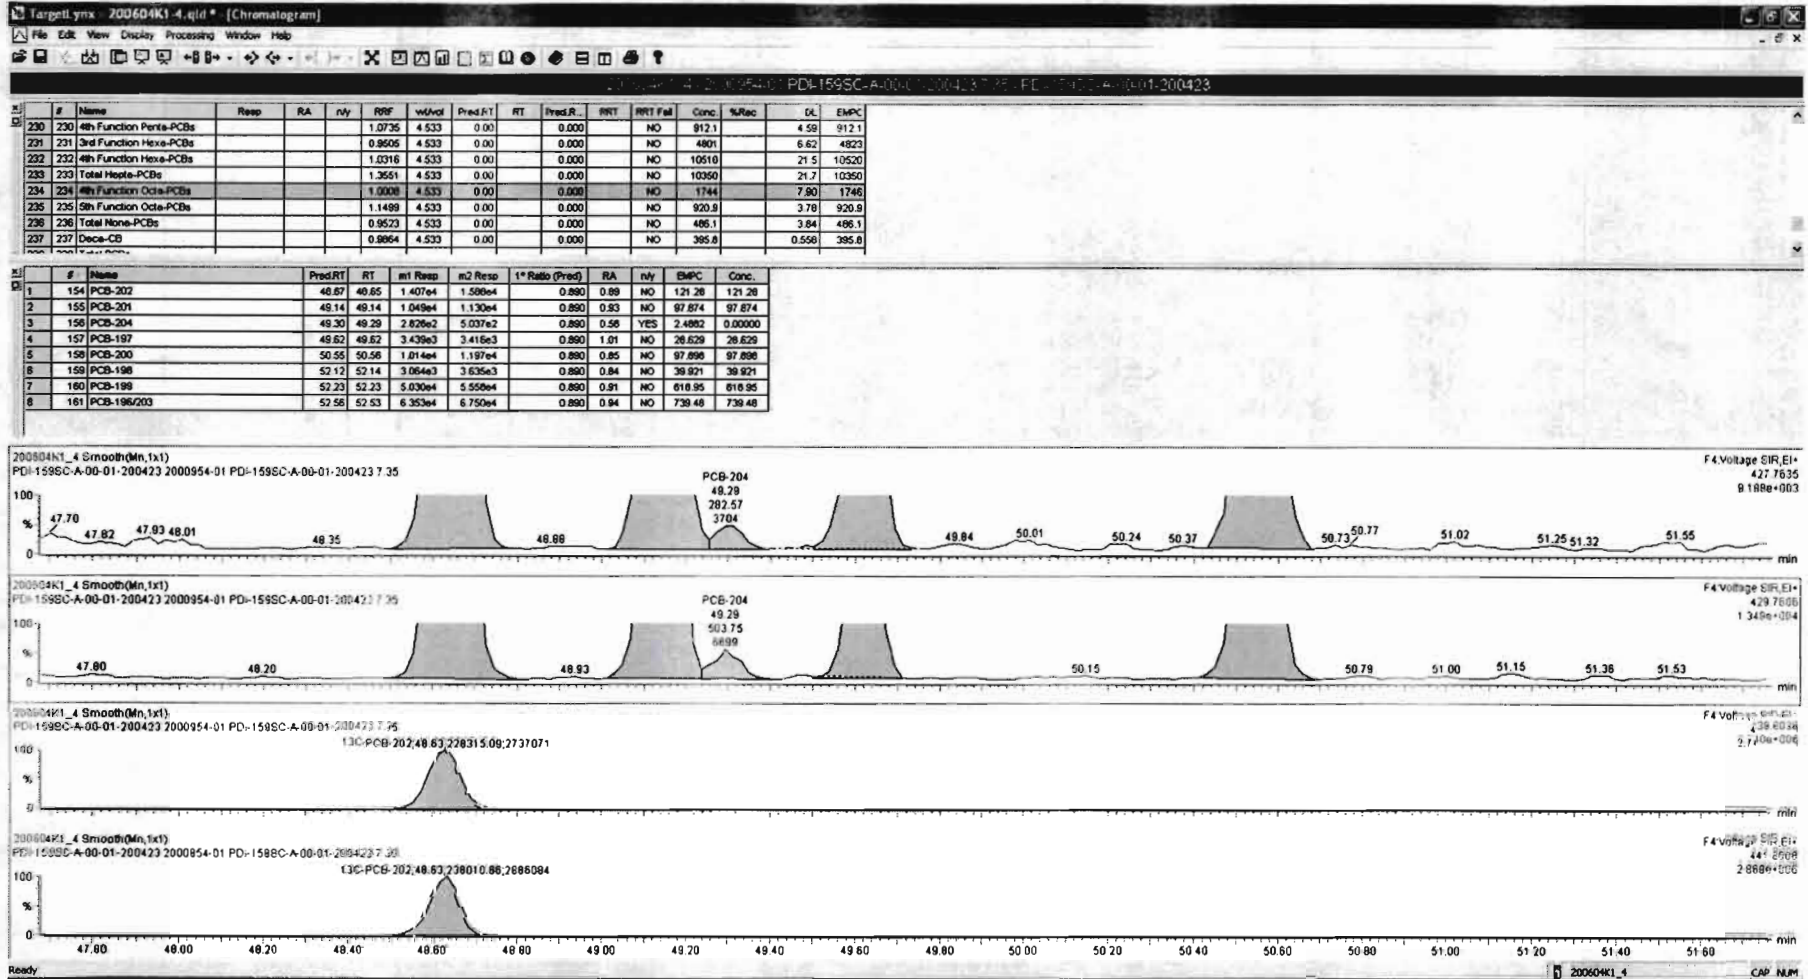 TargetLynx - 200604K1-4.qld * - [Chromatogram]
File Edit View Display Processing Window Help
PDI-159SC-A-00-01-200423
# Name Resp RA n/y RRF wt/vol Pred.RT RT Pred.R... RRT RRT Fail Conc. %Rec DL EMPC
230 230 4th Function Penta-PCBs 1.0735 4.533 0.00 0.000 NO 912.1 4.59 912.1
231 231 3rd Function Hexa-PCBs 0.9505 4.533 0.00 0.000 NO 4801 6.62 4823
232 232 4th Function Hexa-PCBs 1.0316 4.533 0.00 0.000 NO 10510 21.5 10520
233 233 Total Hepta-PCBs 1.3551 4.533 0.00 0.000 NO 10350 21.7 10350
234 234 4th Function Octa-PCBs 1.0008 4.533 0.00 0.000 NO 1744 7.90 1746
235 235 5th Function Octa-PCBs 1.1499 4.533 0.00 0.000 NO 920.9 3.78 920.9
236 236 Total Nona-PCBs 0.9523 4.533 0.00 0.000 NO 486.1 3.84 486.1
237 237 Deca-CB 0.9864 4.533 0.00 0.000 NO 395.8 0.556 395.8
# Name Pred.RT RT m1 Resp m2 Resp 1° Ratio (Pred) RA n/y EMPC Conc.
1 154 PCB-202 48.67 48.65 1.407e4 1.586e4 0.890 0.89 NO 121.26 121.26
2 155 PCB-201 49.14 49.14 1.049e4 1.130e4 0.890 0.93 NO 97.674 97.674
3 156 PCB-204 49.30 49.29 2.826e2 5.037e2 0.890 0.56 YES 2.4662 0.00000
4 157 PCB-197 49.62 49.62 3.439e3 3.416e3 0.890 1.01 NO 26.629 26.629
5 158 PCB-200 50.55 50.56 1.014e4 1.197e4 0.890 0.85 NO 97.696 97.696
6 159 PCB-198 52.12 52.14 3.064e3 3.635e3 0.890 0.84 NO 39.921 39.921
7 160 PCB-199 52.23 52.23 5.030e4 5.556e4 0.890 0.91 NO 616.95 616.95
8 161 PCB-196/203 52.56 52.53 6.353e4 6.750e4 0.890 0.94 NO 739.46 739.46
200604K1_4 Smooth(Mn,1x1)
PDI-159SC-A-00-01-200423 2000954-01 PDI-159SC-A-00-01-200423 7.35
F4:Voltage SIR,EI+
427.7635
9.188e+003
PCB-204
49.29
282.57
3704
100
%
0
47.70 47.82 47.93 48.01 48.35 48.88 49.84 50.01 50.24 50.37 50.73 50.77 51.02 51.25 51.32 51.55
min
200604K1_4 Smooth(Mn,1x1)
PDI-159SC-A-00-01-200423 2000954-01 PDI-159SC-A-00-01-200423 7.35
F4:Voltage SIR,EI+
429.7606
1.349e+004
PCB-204
49.29
503.75
6699
100
%
0
47.80 48.20 48.93 50.15 50.79 51.00 51.15 51.36 51.53
min
200604K1_4 Smooth(Mn,1x1)
PDI-159SC-A-00-01-200423 2000954-01 PDI-159SC-A-00-01-200423 7.35
13C-PCB-202;48.63;228315.09;2737071
100
%
0
min
200604K1_4 Smooth(Mn,1x1)
PDI-159SC-A-00-01-200423 2000954-01 PDI-159SC-A-00-01-200423 7.35
13C-PCB-202;48.63;238010.86;2886084
100
%
0
47.80 48.00 48.20 48.40 48.60 48.80 49.00 49.20 49.40 49.60 49.80 50.00 50.20 50.40 50.60 50.80 51.00 51.20 51.40 51.60
min
Ready 200604K1_4 CAP NUM